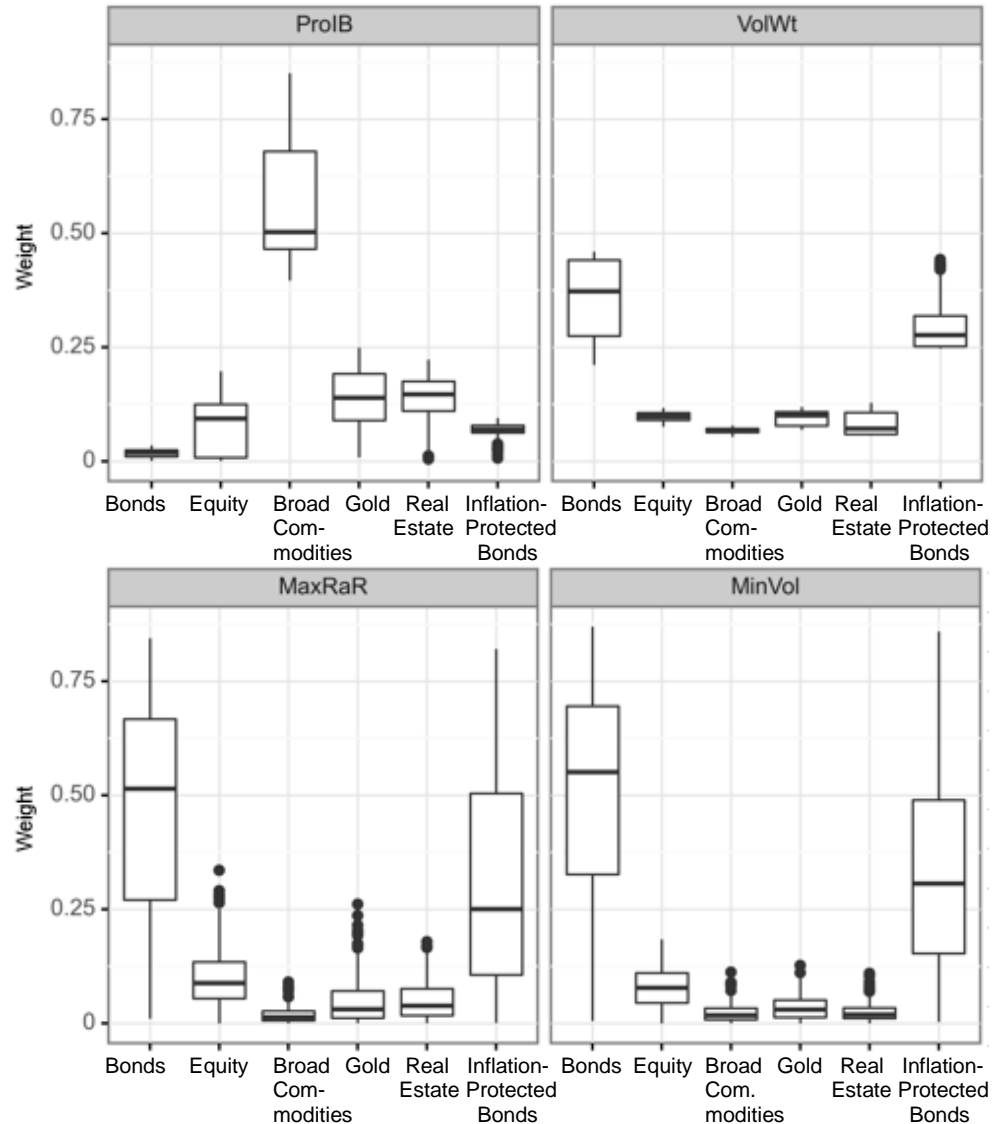 ProIB
VolWt
Weight
0.75
0.50
0.25
0
Bonds Equity Broad Gold Real Inflation-
Com- Estate Protected
modities Bonds
Bonds Equity Broad Gold Real Inflation-
Com- Estate Protected
modities Bonds
MaxRaR
MinVol
Weight
0.75
0.50
0.25
0
Bonds Equity Broad Gold Real Inflation-
Com- Estate Protected
modities Bonds
Bonds Equity Broad Gold Real Inflation-
Com. Estate Protected
modities Bonds